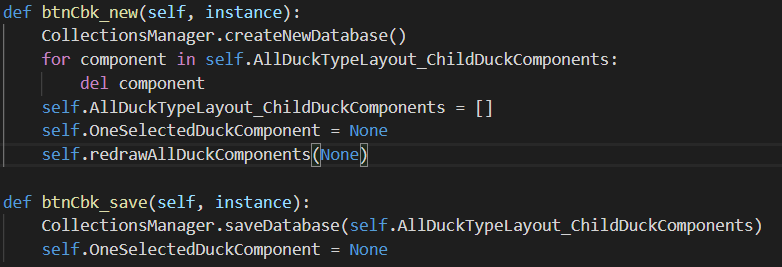 def btnCbk_new(self, instance):
    CollectionsManager.createNewDatabase()
    for component in self.AllDuckTypeLayout_ChildDuckComponents:
        del component
    self.AllDuckTypeLayout_ChildDuckComponents = []
    self.OneSelectedDuckComponent = None
    self.redrawAllDuckComponents(None)
def btnCbk_save(self, instance):
    CollectionsManager.saveDatabase(self.AllDuckTypeLayout_ChildDuckComponents)
    self.OneSelectedDuckComponent = None